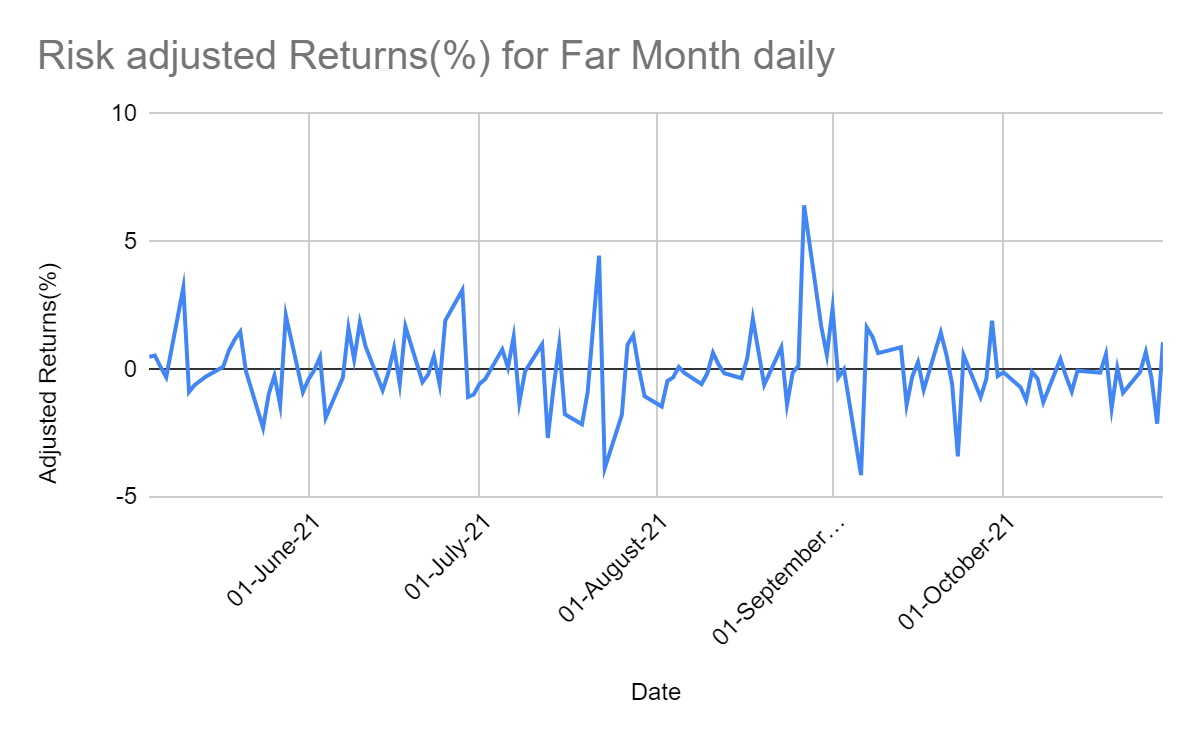 Risk adjusted Returns(%) for Far Month daily
10
5
0
-5
Adjusted Returns(%)
01-June-21
01-July-21
01-August-21
01-September...
01-October-21
Date